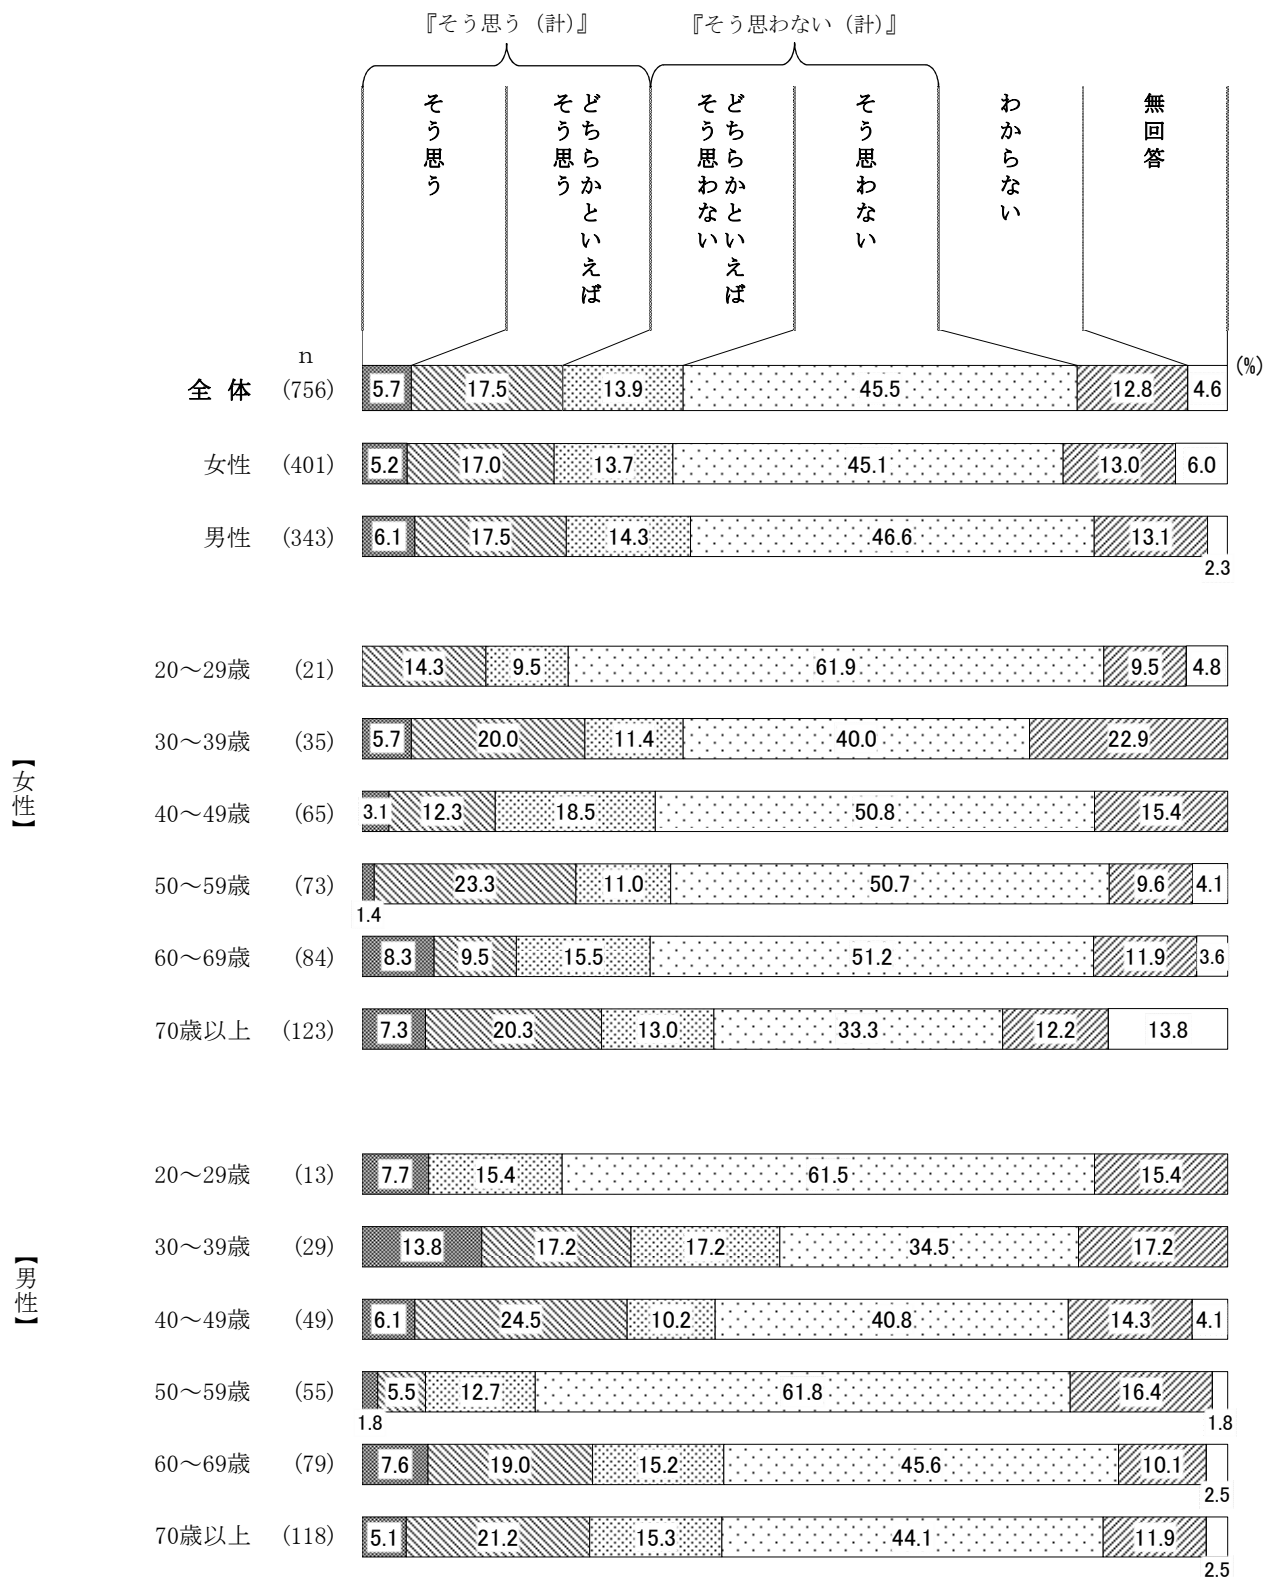 『そう思う（計）』 『そう思わない（計）』
そう思う
どちらかといえば
そう思う
どちらかといえば
そう思わない
そう思わない
わからない
無回答
n
(%)
全 体 (756) 5.7 17.5 13.9 45.5 12.8 4.6
女性 (401) 5.2 17.0 13.7 45.1 13.0 6.0
男性 (343) 6.1 17.5 14.3 46.6 13.1 2.3
【女性】
20～29歳 (21) 14.3 9.5 61.9 9.5 4.8
30～39歳 (35) 5.7 20.0 11.4 40.0 22.9
40～49歳 (65) 3.1 12.3 18.5 50.8 15.4
50～59歳 (73) 1.4 23.3 11.0 50.7 9.6 4.1
60～69歳 (84) 8.3 9.5 15.5 51.2 11.9 3.6
70歳以上 (123) 7.3 20.3 13.0 33.3 12.2 13.8
【男性】
20～29歳 (13) 7.7 15.4 61.5 15.4
30～39歳 (29) 13.8 17.2 17.2 34.5 17.2
40～49歳 (49) 6.1 24.5 10.2 40.8 14.3 4.1
50～59歳 (55) 1.8 5.5 12.7 61.8 16.4 1.8
60～69歳 (79) 7.6 19.0 15.2 45.6 10.1 2.5
70歳以上 (118) 5.1 21.2 15.3 44.1 11.9 2.5